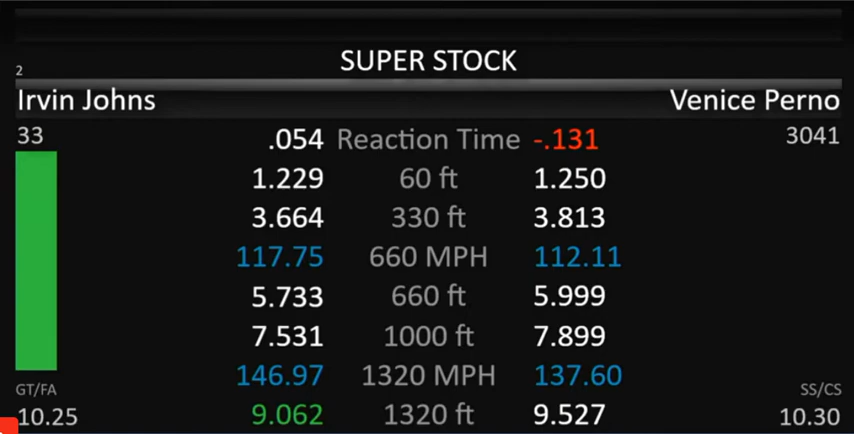 SUPER STOCK
2
Irvin Johns Venice Perno
33 .054 Reaction Time -.131 3041
1.229 60 ft 1.250
3.664 330 ft 3.813
117.75 660 MPH 112.11
5.733 660 ft 5.999
7.531 1000 ft 7.899
146.97 1320 MPH 137.60
GT/FA SS/CS
10.25 9.062 1320 ft 9.527 10.30